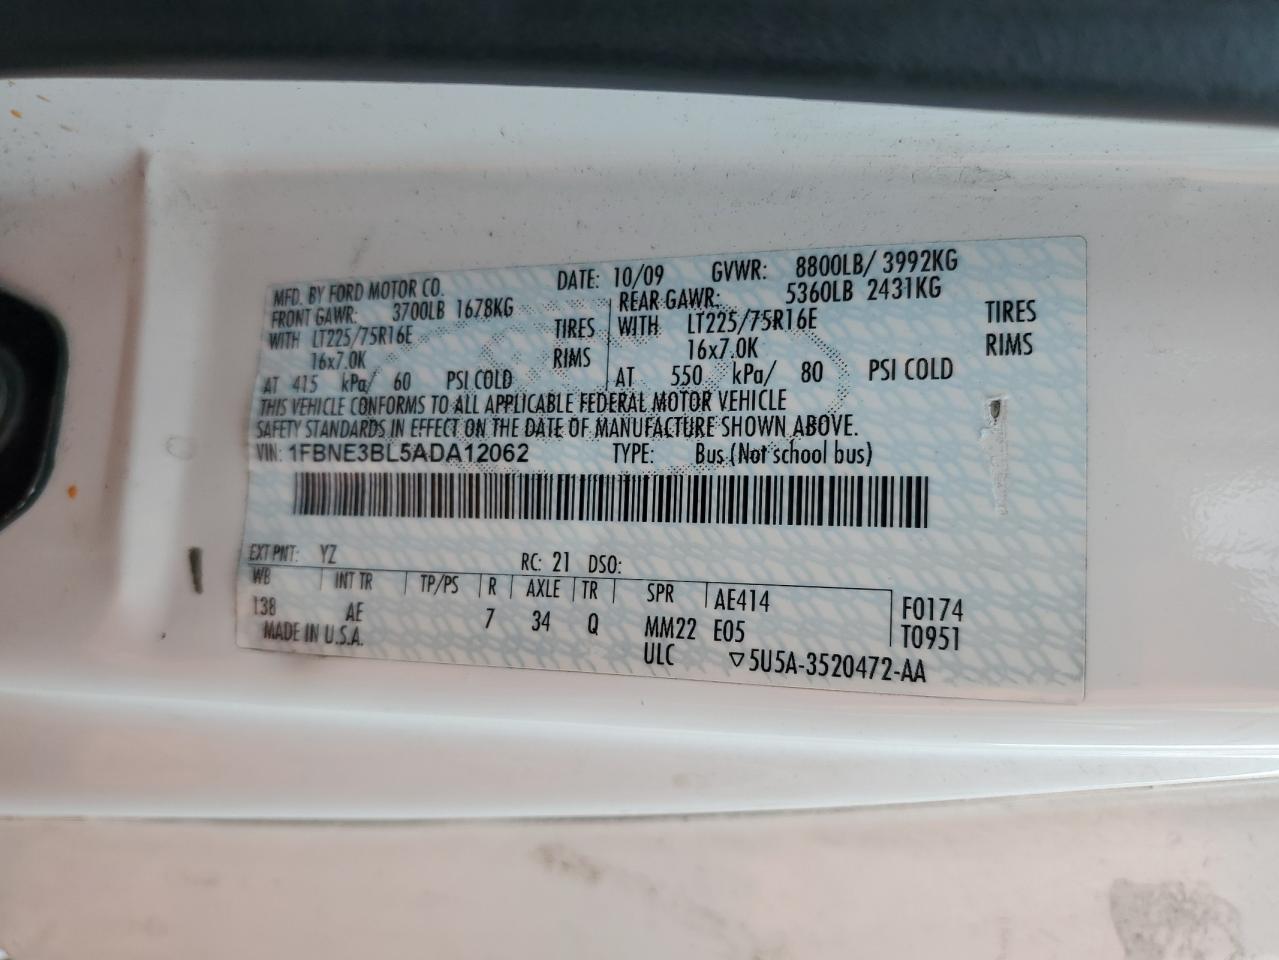 MFD. BY FORD MOTOR CO. DATE: 10/09 GVWR: 8800LB/ 3992KG
FRONT GAWR: 3700LB 1678KG REAR GAWR: 5360LB 2431KG
WITH LT225/75R16E TIRES WITH LT225/75R16E TIRES
16x7.0K RIMS 16x7.0K RIMS
AT 415 kPa/ 60 PSI COLD AT 550 kPa/ 80 PSI COLD
THIS VEHICLE CONFORMS TO ALL APPLICABLE FEDERAL MOTOR VEHICLE
SAFETY STANDARDS IN EFFECT ON THE DATE OF MANUFACTURE SHOWN ABOVE.
VIN: 1FBNE3BL5ADA12062 TYPE: Bus (Not school bus)
EXT PNT: YZ RC: 21 DSO:
WB INT TR TP/PS R AXLE TR SPR AE414 F0174
138 AE 7 34 Q MM22 E05 T0951
MADE IN U.S.A. ULC ▽5U5A-3520472-AA